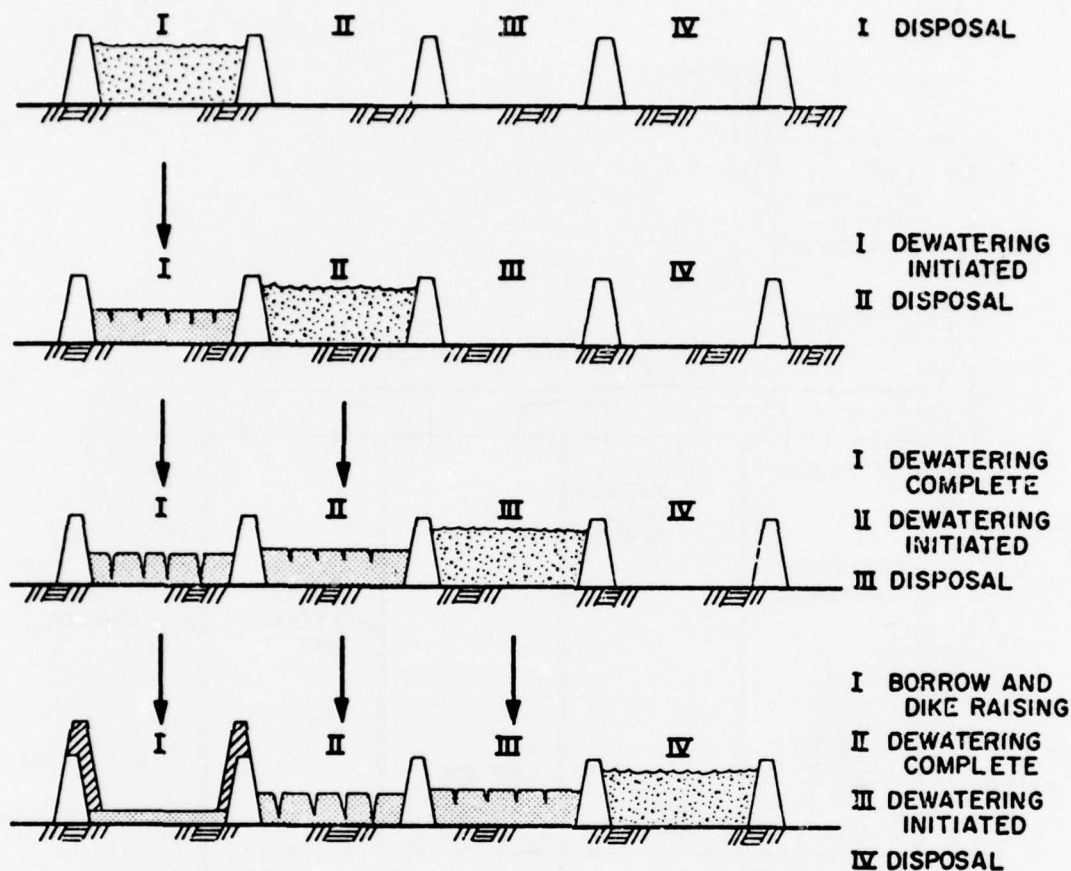 I II III IV
I DISPOSAL
I II III IV
I DEWATERING
INITIATED
II DISPOSAL
I II III IV
I DEWATERING
COMPLETE
II DEWATERING
INITIATED
III DISPOSAL
I II III IV
I BORROW AND
DIKE RAISING
II DEWATERING
COMPLETE
III DEWATERING
INITIATED
IV DISPOSAL